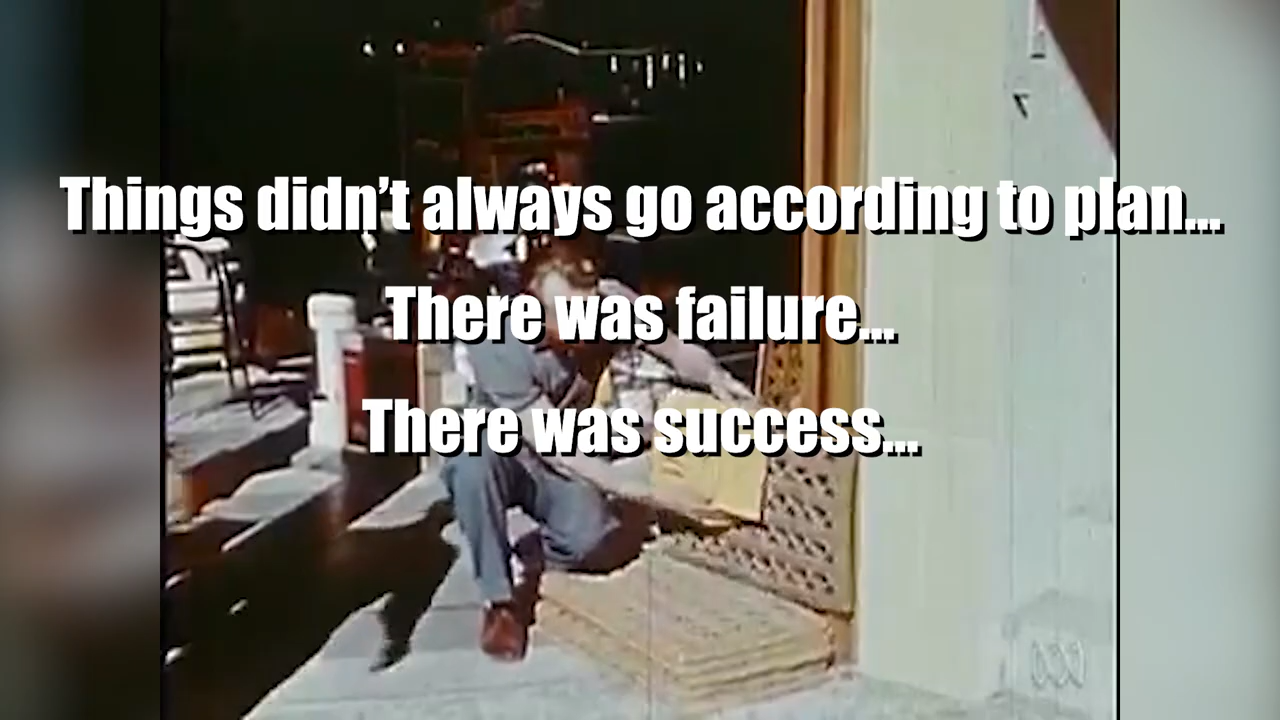 Things didn’t always go according to plan...
There was failure...
There was success...